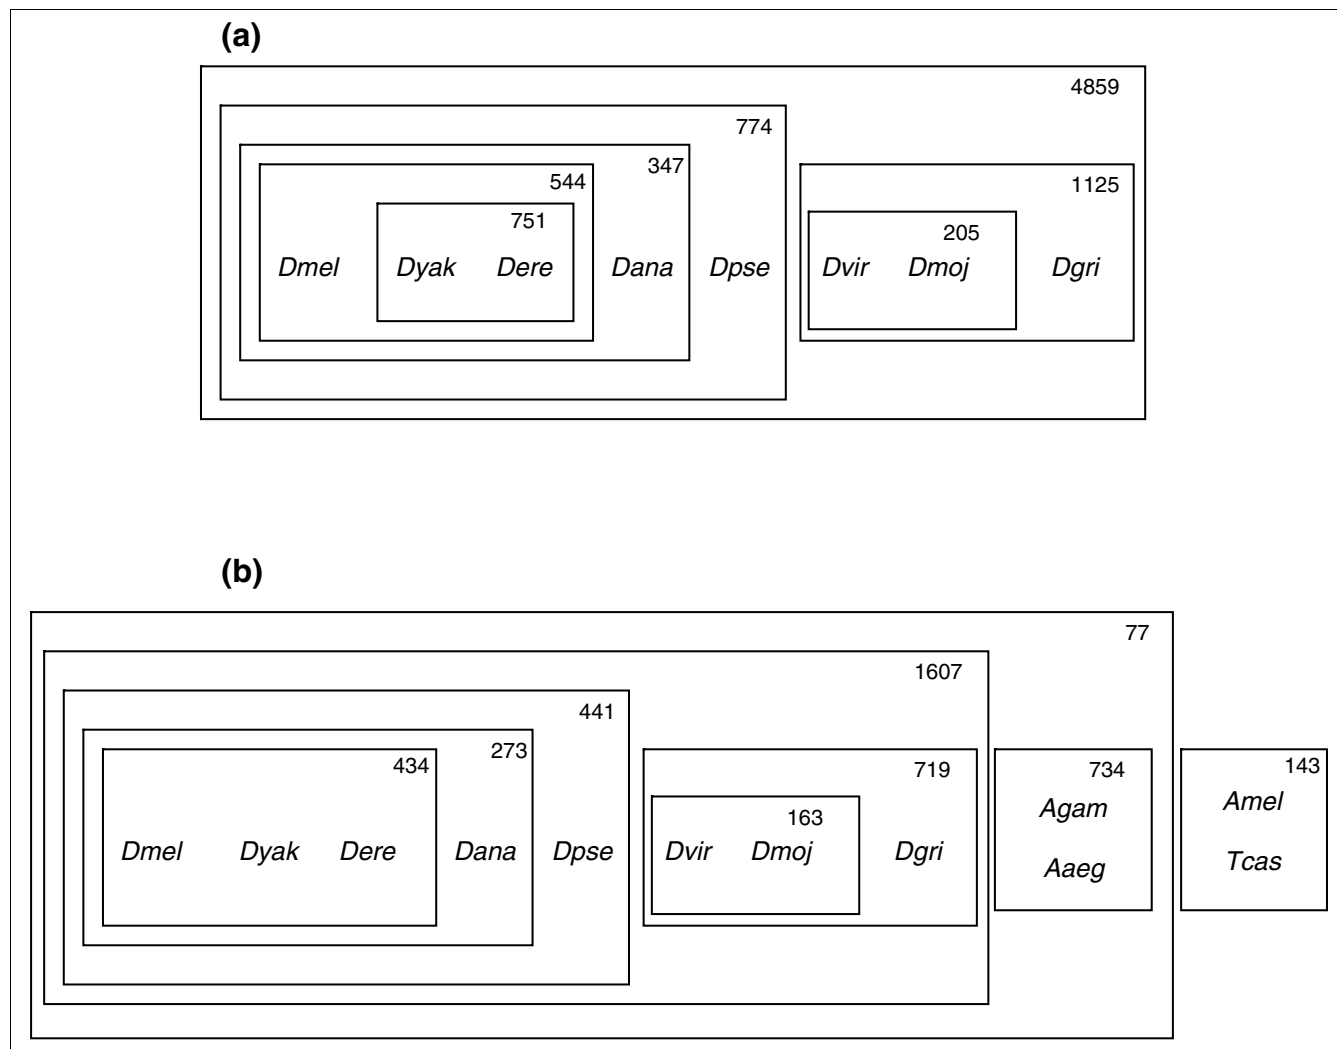 (a)
4859
774
1125
347
544
751
205
Dmel Dyak Dere Dana Dpse Dvir Dmoj Dgri
(b)
77
1607
441
273
434
719
734
143
163
Agam
Amel
Dmel Dyak Dere Dana Dpse Dvir Dmoj Dgri
Aaeg
Tcas